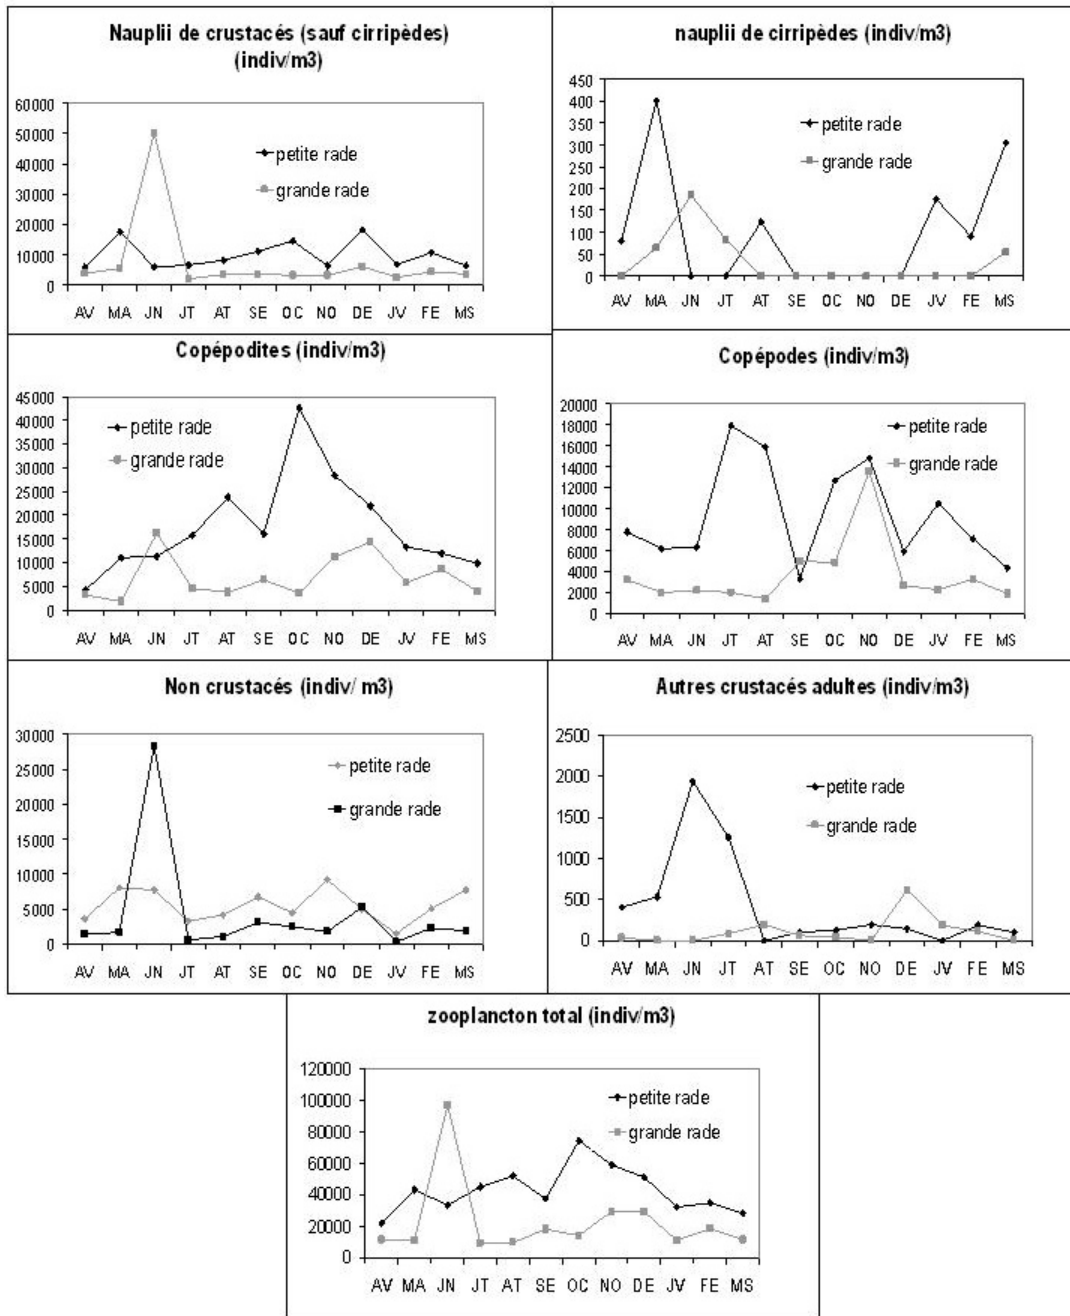 Nauplii de crustacés (sauf cirripèdes)
(indiv/m3)
60000
50000
40000
30000
20000
10000
0
petite rade
grande rade
AV MA JN JT AT SE OC NO DE JV FE MS
nauplii de cirripèdes (indiv/m3)
450
400
350
300
250
200
150
100
50
0
petite rade
grande rade
AV MA JN JT AT SE OC NO DE JV FE MS
Copépodites (indiv/m3)
45000
40000
35000
30000
25000
20000
15000
10000
5000
0
petite rade
grande rade
AV MA JN JT AT SE OC NO DE JV FE MS
Copépodes (indiv/m3)
20000
18000
16000
14000
12000
10000
8000
6000
4000
2000
0
petite rade
grande rade
AV MA JN JT AT SE OC NO DE JV FE MS
Non crustacés (indiv/ m3)
30000
25000
20000
15000
10000
5000
0
petite rade
grande rade
AV MA JN JT AT SE OC NO DE JV FE MS
Autres crustacés adultes (indiv/m3)
2500
2000
1500
1000
500
0
petite rade
grande rade
AV MA JN JT AT SE OC NO DE JV FE MS
zooplancton total (indiv/m3)
120000
100000
80000
60000
40000
20000
0
petite rade
grande rade
AV MA JN JT AT SE OC NO DE JV FE MS